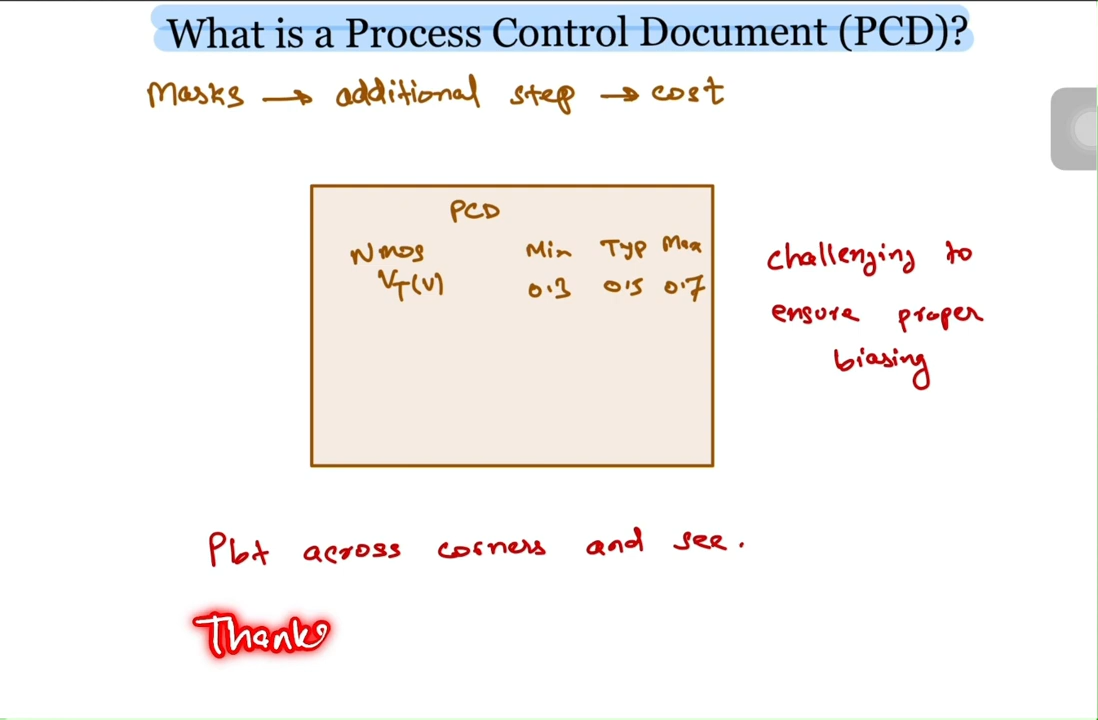 What is a Process Control Document (PCD)?
Masks → additional step → cost
PCD
Nmos Min Typ Max
VT(V) 0.3 0.5 0.7
challenging to
ensure proper
biasing
Plot across corners and see.
Thanks